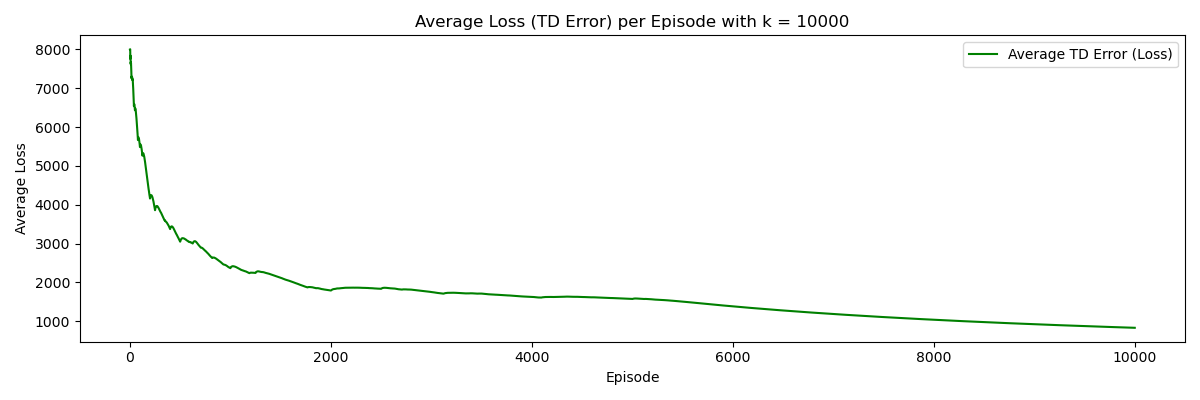 Average Loss (TD Error) per Episode with k = 10000
Average TD Error (Loss)
Average Loss
8000
7000
6000
5000
4000
3000
2000
1000
0 2000 4000 6000 8000 10000
Episode